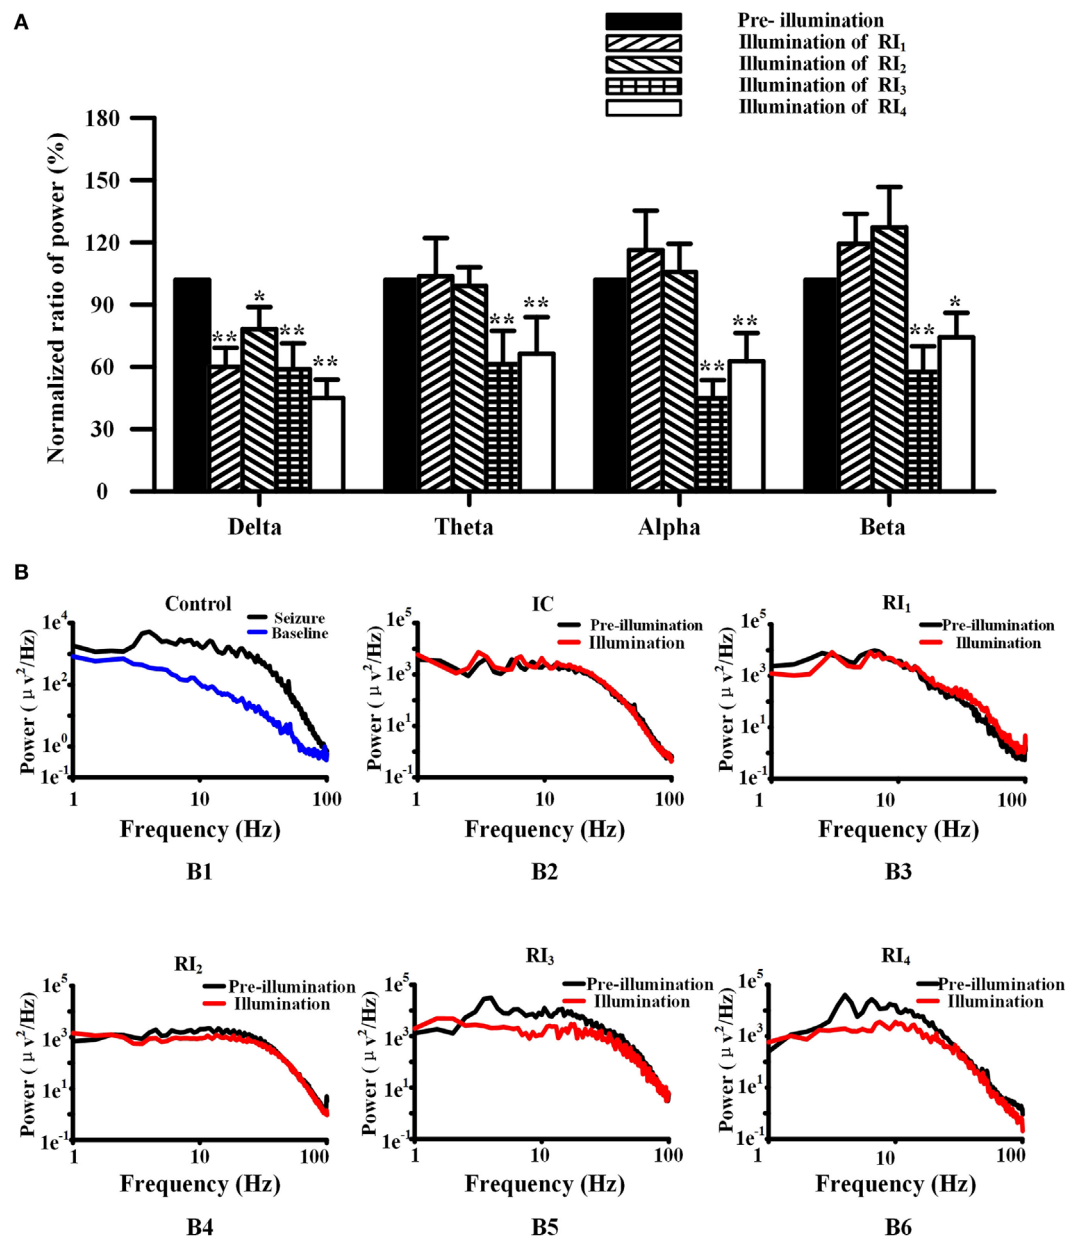 A
Pre- illumination
Illumination of RI₁
Illumination of RI₂
Illumination of RI₃
Illumination of RI₄
Normalized ratio of power (%)
180
150
120
90
60
30
0
**
*
**
**
**
**
**
**
**
*
Delta
Theta
Alpha
Beta
B
Control
Seizure
Baseline
Power ( μ v²/Hz)
10⁴
10²
10⁰
1e⁻¹
1
10
100
Frequency (Hz)
B1
IC
Pre-illumination
Illumination
Power ( μ v²/Hz)
1e⁵
1e³
1e¹
1e⁻¹
1
10
100
Frequency (Hz)
B2
RI₁
Pre-illumination
Illumination
Power ( μ v²/Hz)
1e⁵
1e³
1e¹
1e⁻¹
1
10
100
Frequency (Hz)
B3
RI₂
Pre-illumination
Illumination
Power ( μ v²/Hz)
1e⁵
1e³
1e¹
1e⁻¹
1
10
100
Frequency (Hz)
B4
RI₃
Pre-illumination
Illumination
Power ( μ v²/Hz)
1e⁵
1e³
1e¹
1e⁻¹
1
10
100
Frequency (Hz)
B5
RI₄
Pre-illumination
Illumination
Power ( μ v²/Hz)
1e⁵
1e³
1e¹
1e⁻¹
1
10
100
Frequency (Hz)
B6